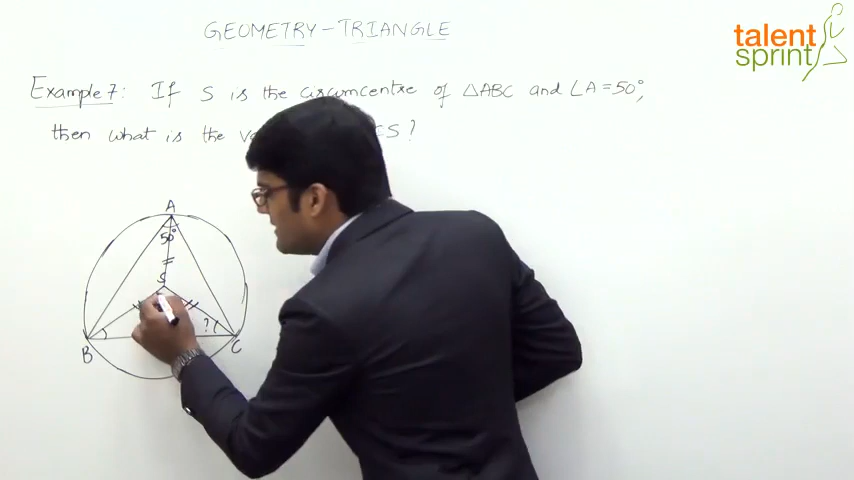 GEOMETRY - TRIANGLE
talent
sprint
Example 7: If S is the circumcentre of △ABC and ∠A = 50°,
then what is the S?
A
50°
S
?
B
C